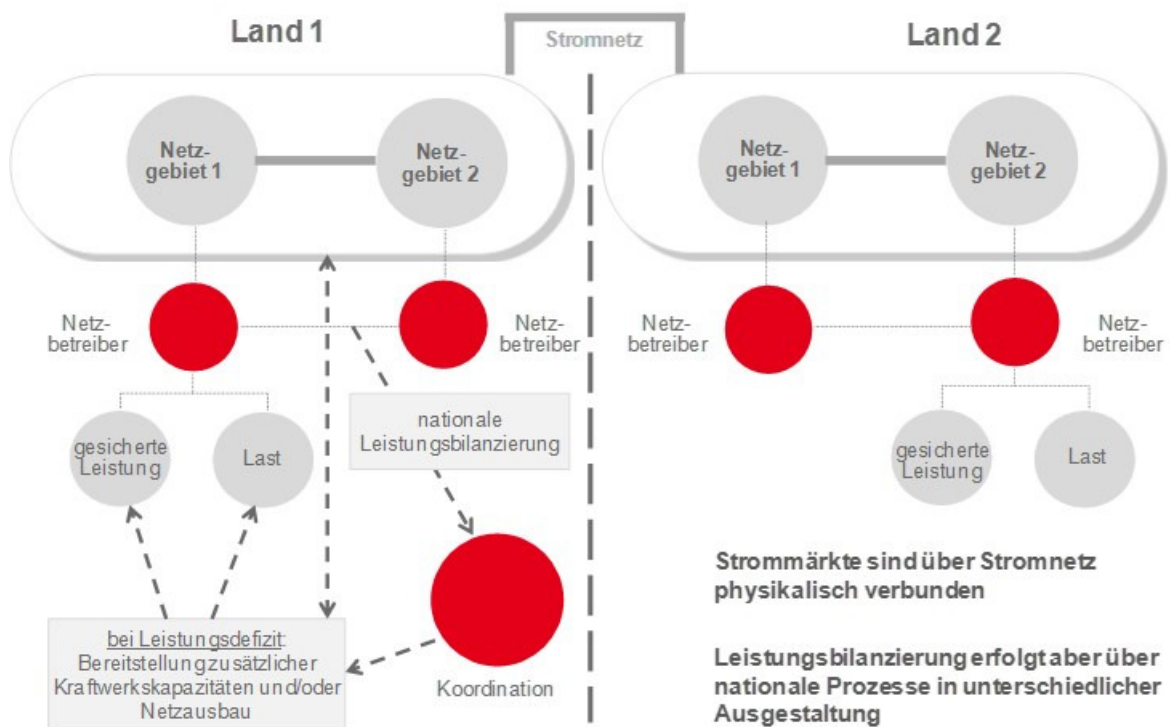 Land 1
Stromnetz
Land 2
Netz-
gebiet 1
Netz-
gebiet 2
Netz-
gebiet 1
Netz-
gebiet 2
Netz-
betreiber
Netz-
betreiber
Netz-
betreiber
Netz-
betreiber
gesicherte
Leistung
Last
nationale
Leistungsbilanzierung
gesicherte
Leistung
Last
bei Leistungsdefizit:
Bereitstellung zusätzlicher
Kraftwerkskapazitäten und/oder
Netzausbau
Koordination
Strommärkte sind über Stromnetz
physikalisch verbunden
Leistungsbilanzierung erfolgt aber über
nationale Prozesse in unterschiedlicher
Ausgestaltung